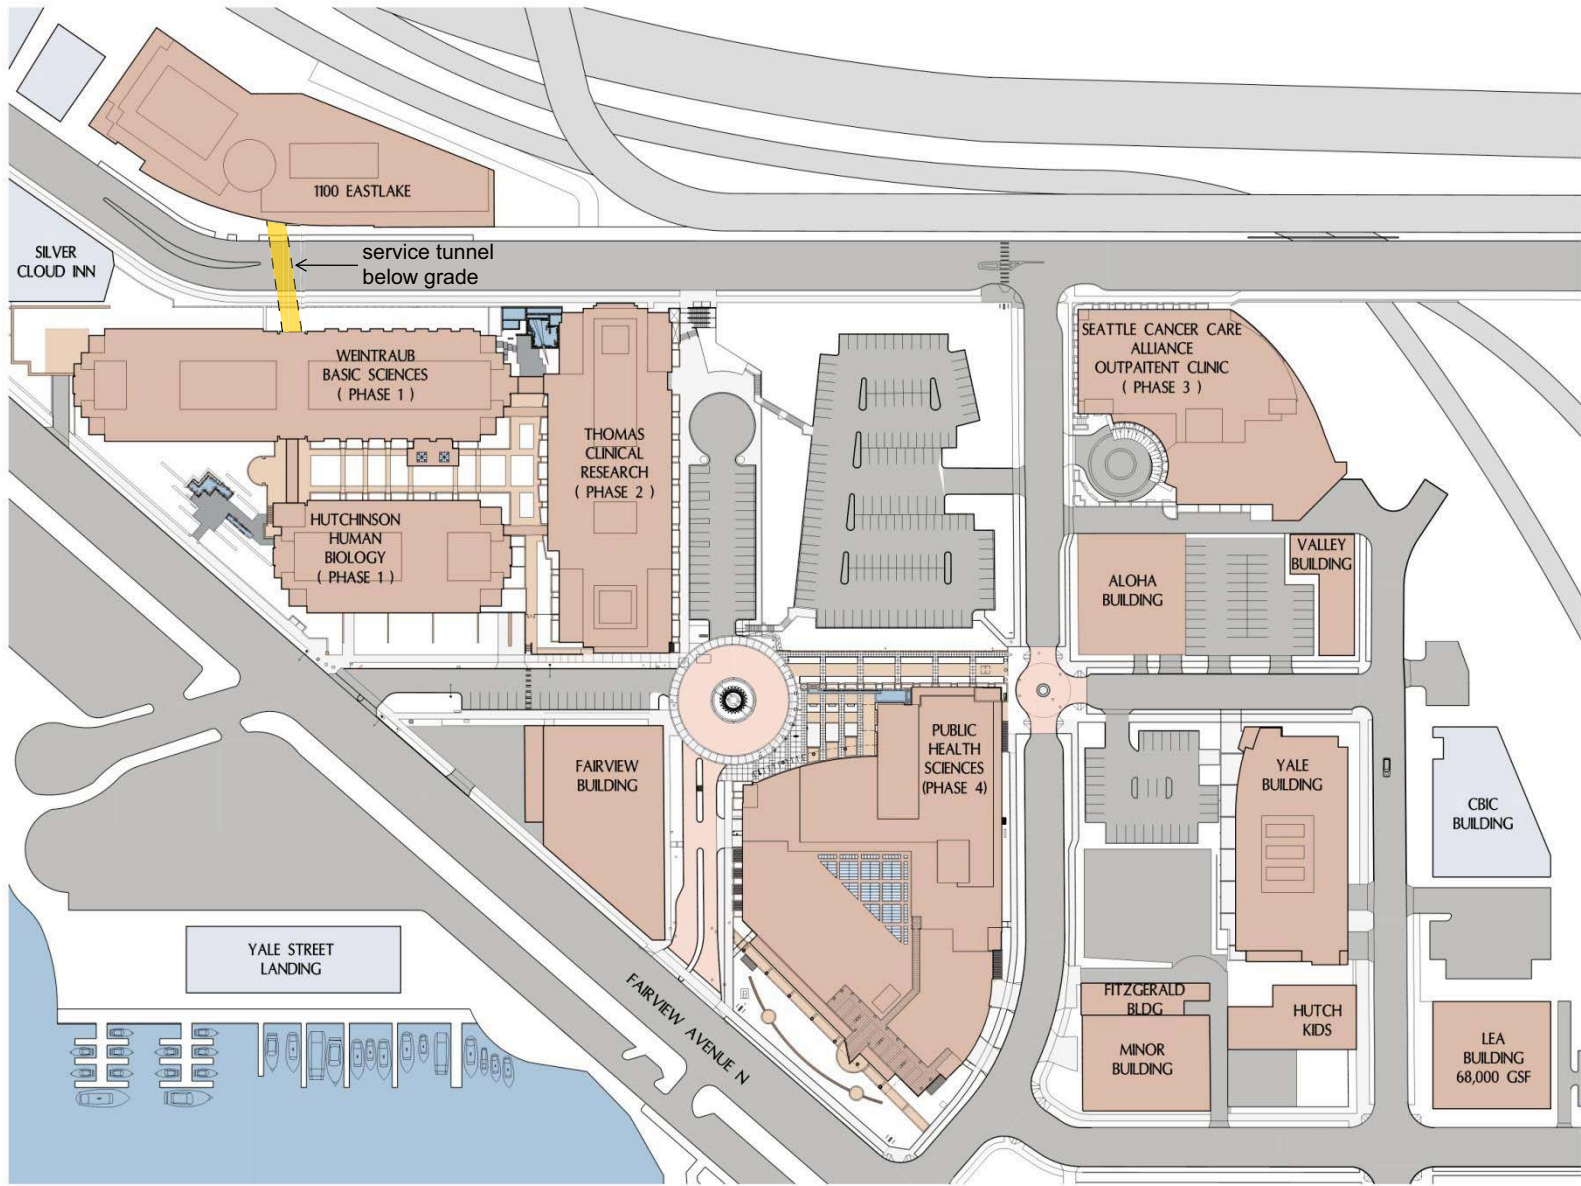 1100 EASTLAKE
SILVER
CLOUD INN
service tunnel
below grade
WEINTRAUB
BASIC SCIENCES
( PHASE 1 )
THOMAS
CLINICAL
RESEARCH
( PHASE 2 )
HUTCHINSON
HUMAN
BIOLOGY
( PHASE 1 )
SEATTLE CANCER CARE
ALLIANCE
OUTPAITENT CLINIC
( PHASE 3 )
ALOHA
BUILDING
VALLEY
BUILDING
FAIRVIEW
BUILDING
PUBLIC
HEALTH
SCIENCES
(PHASE 4)
YALE
BUILDING
CBIC
BUILDING
YALE STREET
LANDING
FAIRVIEW AVENUE N
FITZGERALD
BLDG
MINOR
BUILDING
HUTCH
KIDS
LEA
BUILDING
68,000 GSF